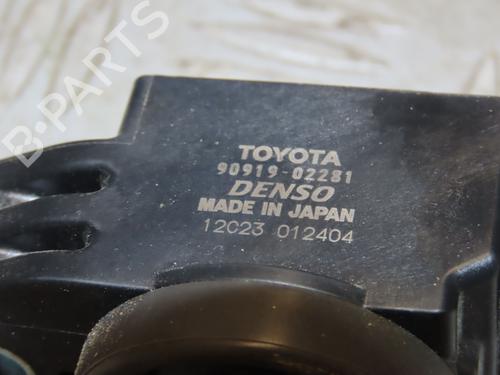 TOYOTA
90919-02281
DENSO
MADE IN JAPAN
12C23 012404
B-PARTS